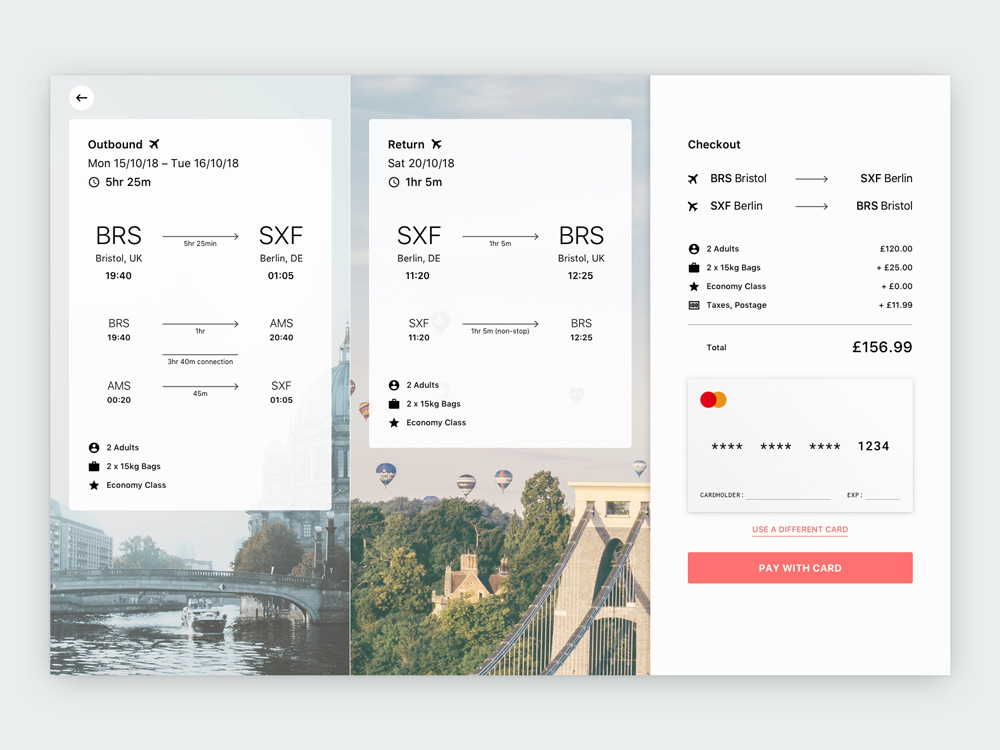 Outbound
Mon 15/10/18 – Tue 16/10/18
5hr 25m
BRS
5hr 25min
SXF
Bristol, UK
Berlin, DE
19:40
01:05
BRS
1hr
AMS
19:40
20:40
3hr 40m connection
AMS
45m
SXF
00:20
01:05
2 Adults
2 x 15kg Bags
Economy Class
Return
Sat 20/10/18
1hr 5m
SXF
1hr 5m
BRS
Berlin, DE
Bristol, UK
11:20
12:25
SXF
1hr 5m (non-stop)
BRS
11:20
12:25
2 Adults
2 x 15kg Bags
Economy Class
Checkout
BRS Bristol SXF Berlin
SXF Berlin BRS Bristol
2 Adults £120.00
2 x 15kg Bags + £25.00
Economy Class + £0.00
Taxes, Postage + £11.99
Total £156.99
**** **** **** 1234
CARDHOLDER: EXP:
USE A DIFFERENT CARD
PAY WITH CARD